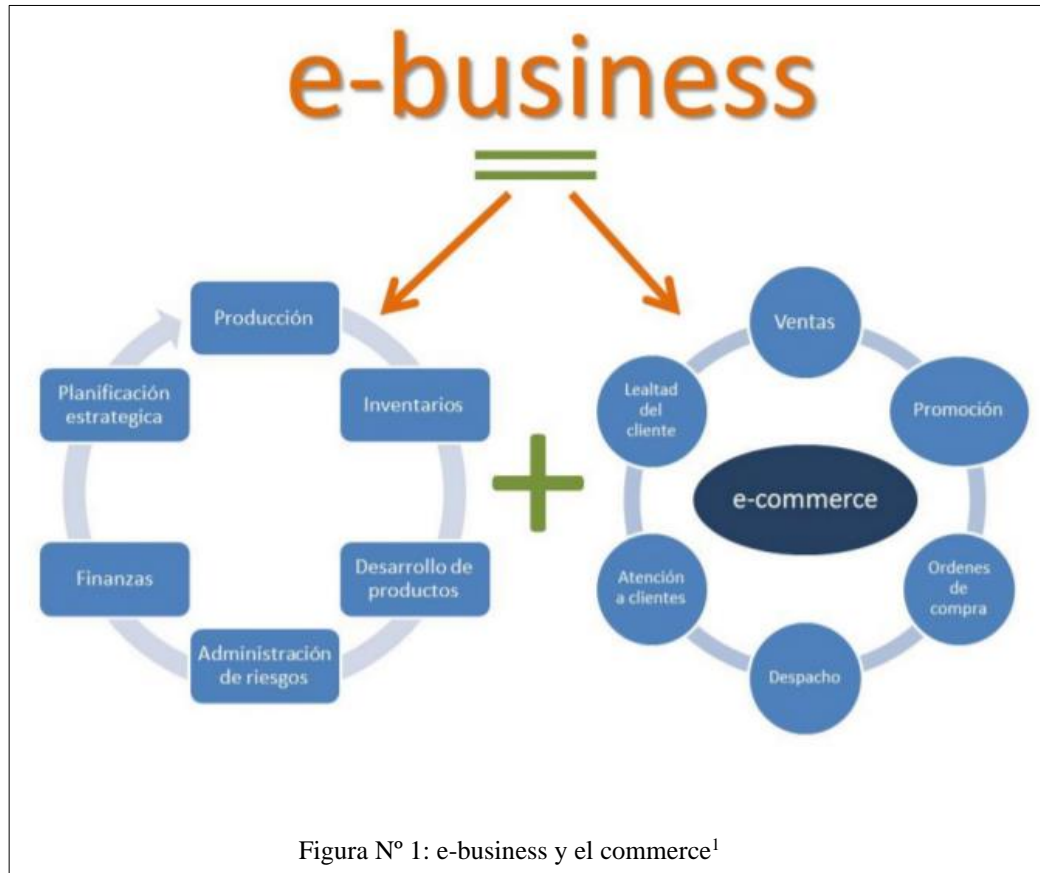 e-business
Producción
Inventarios
Desarrollo de
productos
Administración
de riesgos
Finanzas
Planificación
estrategica
+
Ventas
Promoción
Ordenes
de
compra
Despacho
Atención
a clientes
Lealtad
del
cliente
e-commerce
Figura Nº 1: e-business y el commerce¹